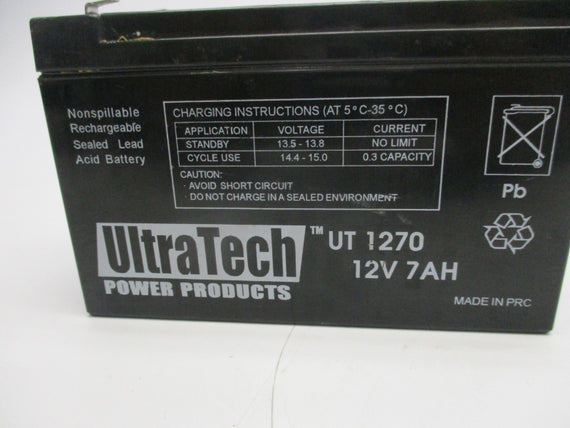 Nonspillable
Rechargeable
Sealed Lead
Acid Battery
CHARGING INSTRUCTIONS (AT 5°C-35°C)
APPLICATION VOLTAGE CURRENT
STANDBY 13.5 - 13.8 NO LIMIT
CYCLE USE 14.4 - 15.0 0.3 CAPACITY
CAUTION:
· AVOID SHORT CIRCUIT
· DO NOT CHARGE IN A SEALED ENVIRONMENT
Pb
UltraTech™ UT 1270
POWER PRODUCTS 12V 7AH
MADE IN PRC